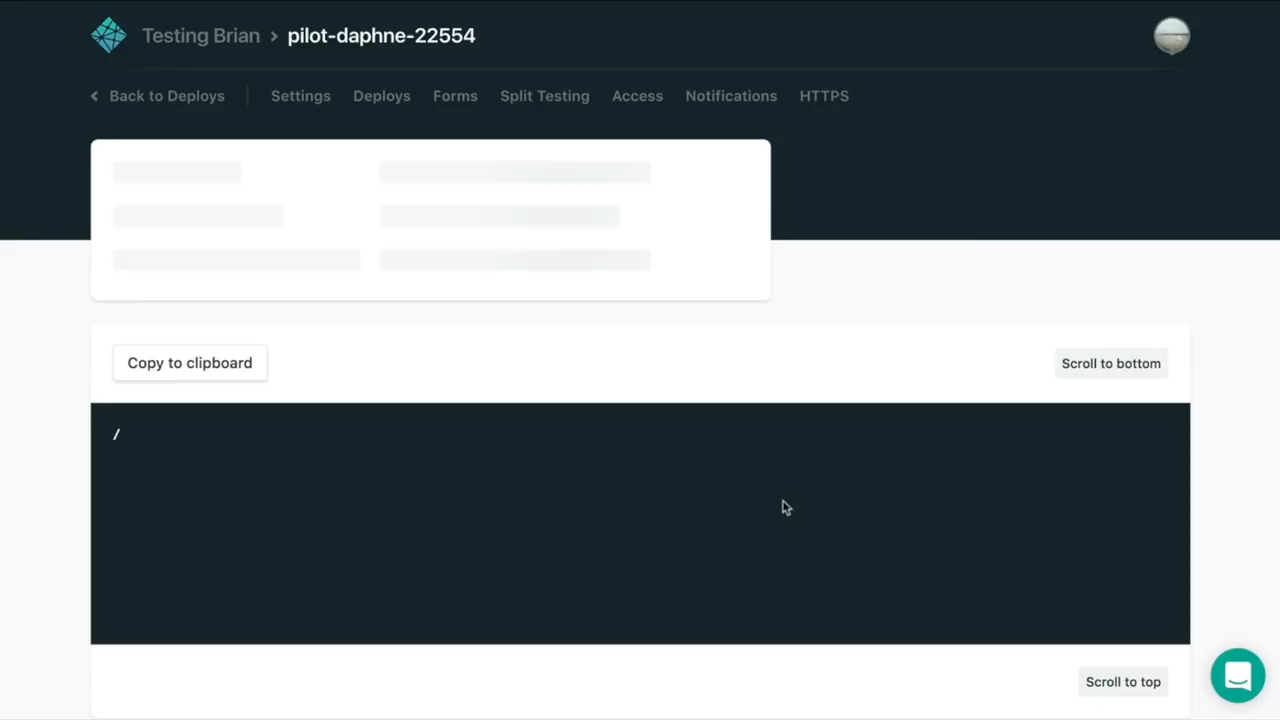 Testing Brian > pilot-daphne-22554
Back to Deploys Settings Deploys Forms Split Testing Access Notifications HTTPS
Copy to clipboard Scroll to bottom
/
Scroll to top